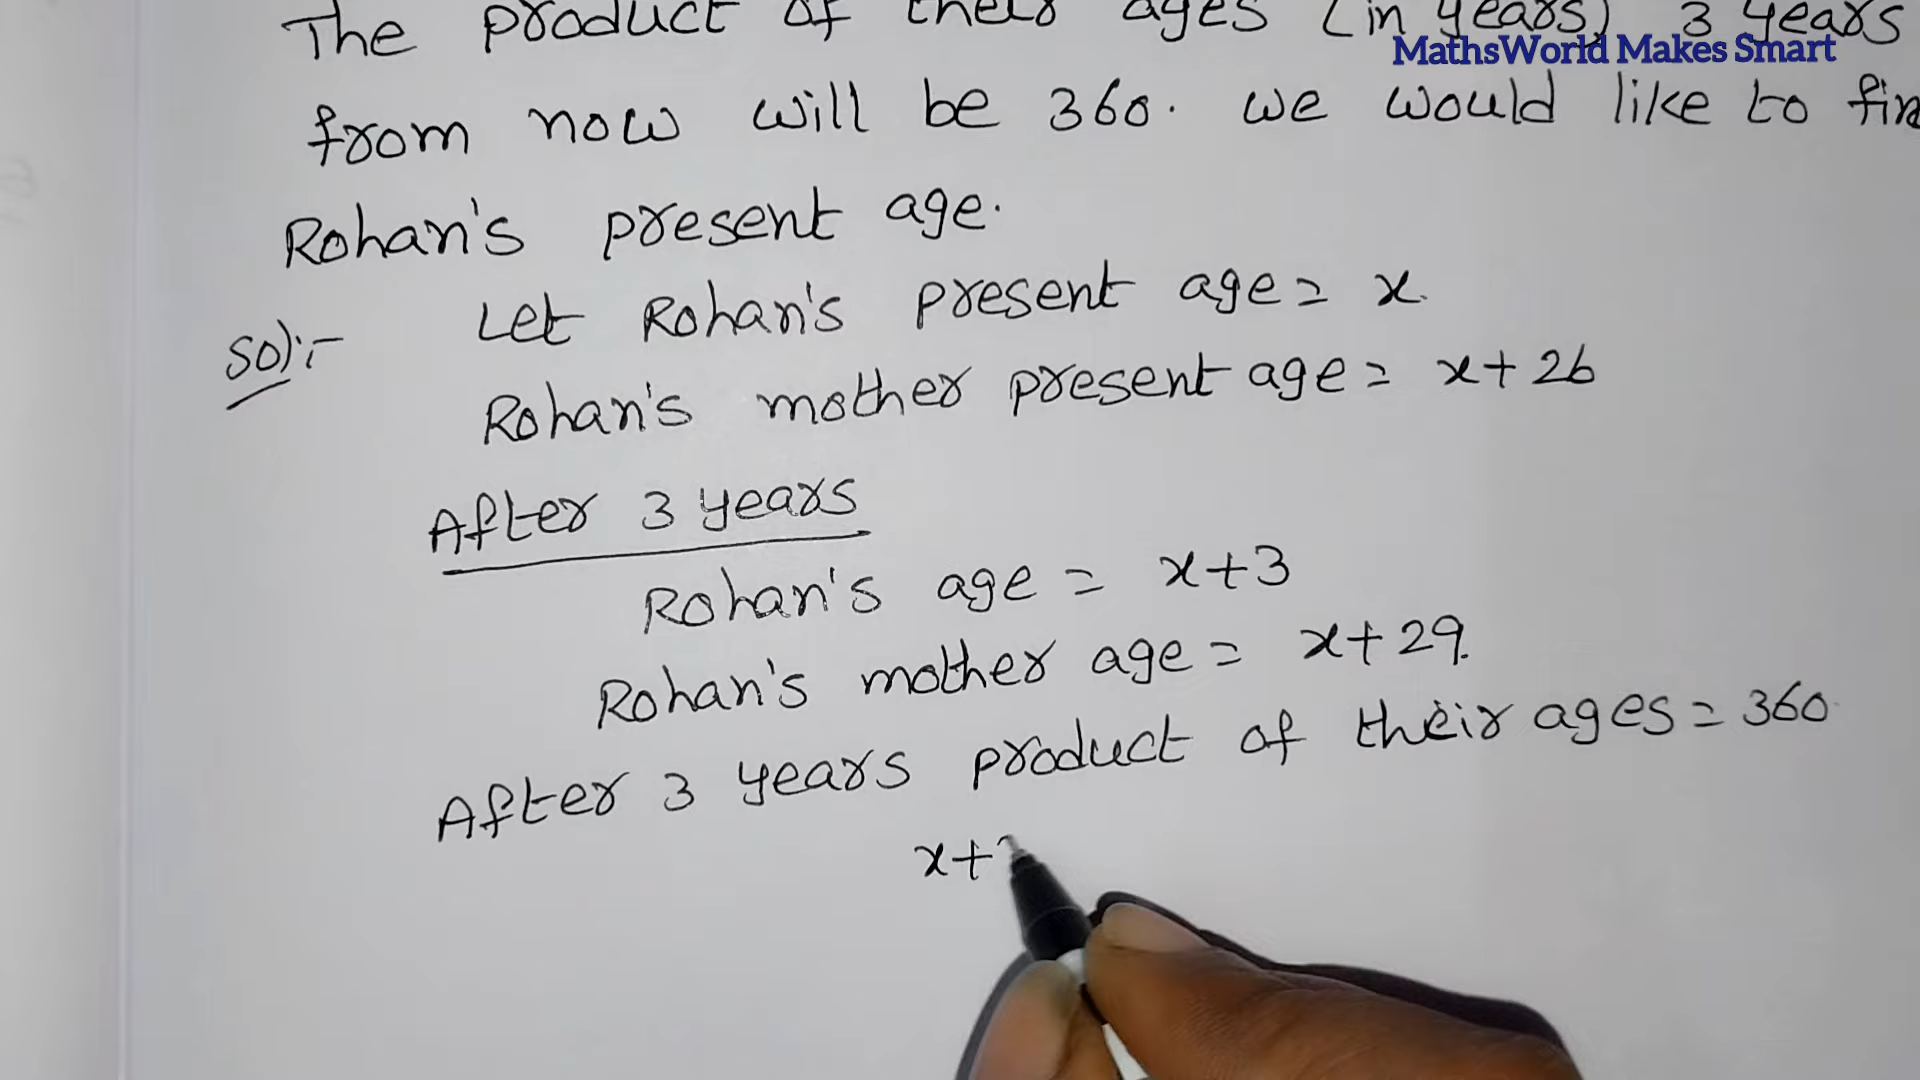 The product of their ages (in years) 3 years
MathsWorld Makes Smart
from now will be 360. we would like to
Rohan's present age.
Sol:- Let Rohan's present age = x.
Rohan's mother present age = x+26
After 3 years
Rohan's age = x+3
Rohan's mother age = x+29.
After 3 years product of their ages = 360.
x+